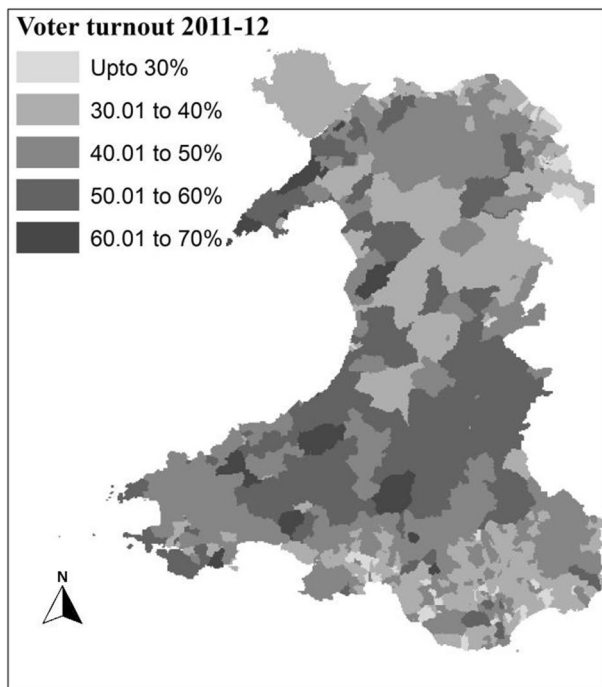 Voter turnout 2011-12
Upto 30%
30.01 to 40%
40.01 to 50%
50.01 to 60%
60.01 to 70%
N